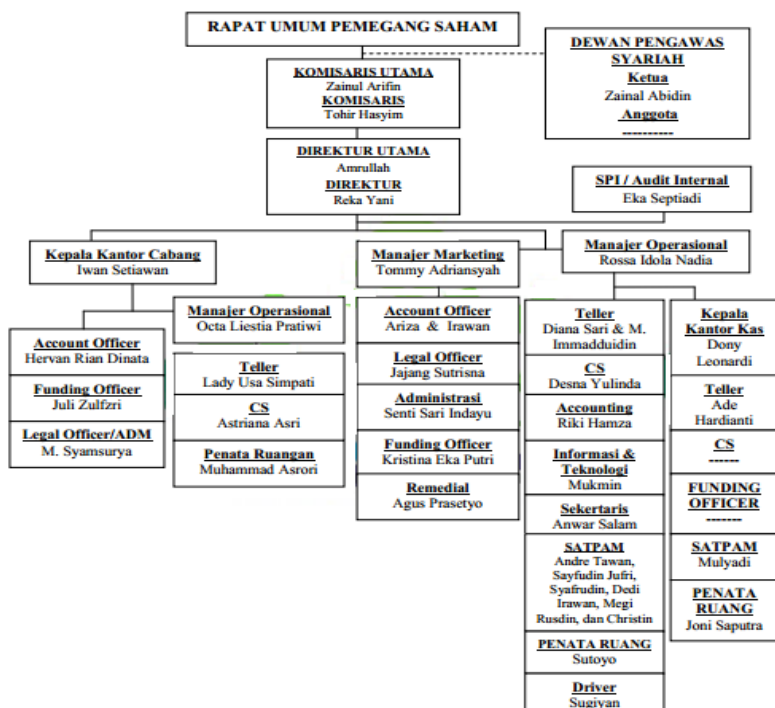 RAPAT UMUM PEMEGANG SAHAM
DEWAN PENGAWAS
SYARIAH
Ketua
Zainal Abidin
Anggota
----------
KOMISARIS UTAMA
Zainul Arifin
KOMISARIS
Tohir Hasyim
DIREKTUR UTAMA
Amrullah
DIREKTUR
Reka Yani
SPI / Audit Internal
Eka Septiadi
Kepala Kantor Cabang
Iwan Setiawan
Manajer Marketing
Tommy Adriansyah
Manajer Operasional
Rossa Idola Nadia
Manajer Operasional
Octa Liestia Pratiwi
Account Officer
Hervan Rian Dinata
Funding Officer
Juli Zulfzri
Legal Officer/ADM
M. Syamsurya
Teller
Lady Usa Simpati
CS
Astriana Asri
Penata Ruangan
Muhammad Asrori
Account Officer
Ariza & Irawan
Legal Officer
Jajang Sutrisna
Administrasi
Senti Sari Indayu
Funding Officer
Kristina Eka Putri
Remedial
Agus Prasetyo
Teller
Diana Sari & M.
Immadduidin
CS
Desna Yulinda
Accounting
Riki Hamza
Informasi &
Teknologi
Mukmin
Sekertaris
Anwar Salam
SATPAM
Andre Tawan,
Sayfudin Jufri,
Syafrudin, Dedi
Irawan, Megi
Rusdin, dan Christin
PENATA RUANG
Sutoyo
Driver
Sugiyan
Kepala
Kantor Kas
Dony
Leonardi
Teller
Ade
Hardianti
CS
------
FUNDING
OFFICER
-------
SATPAM
Mulyadi
PENATA
RUANG
Joni Saputra